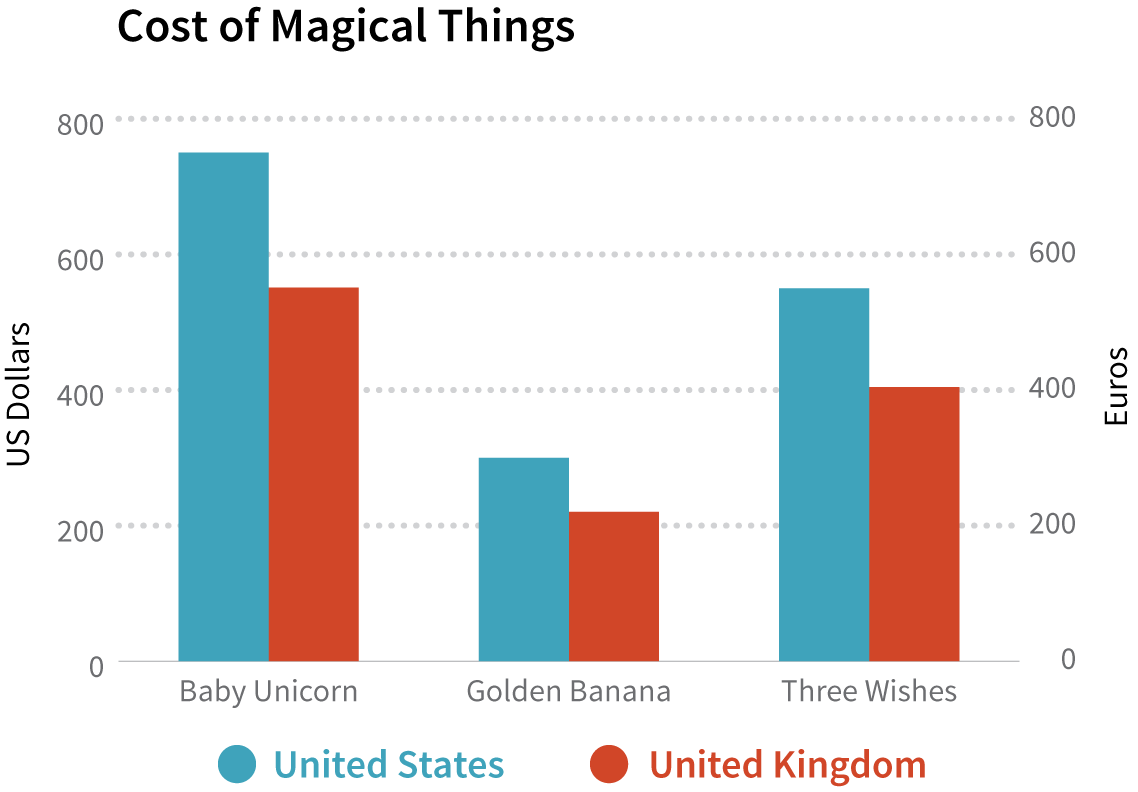 Cost of Magical Things
800 800
600 600
400 400
200 200
0 0
US Dollars
Euros
Baby Unicorn Golden Banana Three Wishes
United States United Kingdom